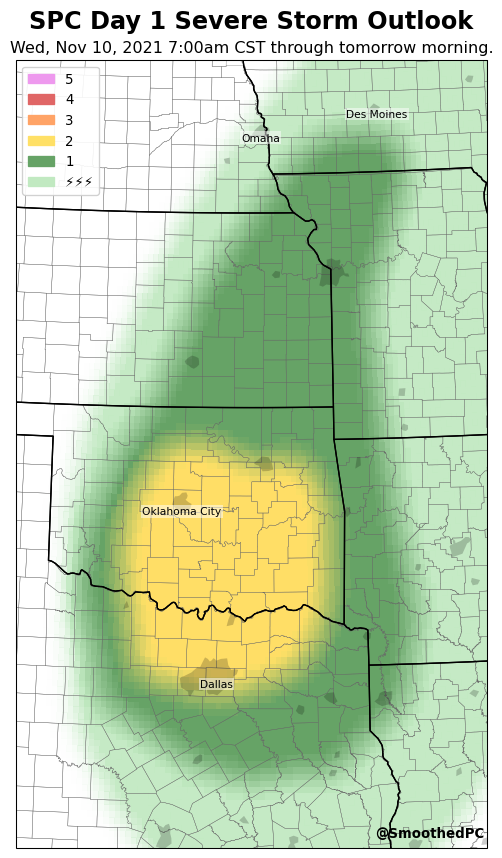 SPC Day 1 Severe Storm Outlook
Wed, Nov 10, 2021 7:00am CST through tomorrow morning.
5
4
3
2
1
⚡⚡⚡
Des Moines
Omaha
Oklahoma City
Dallas
@SmoothedPC